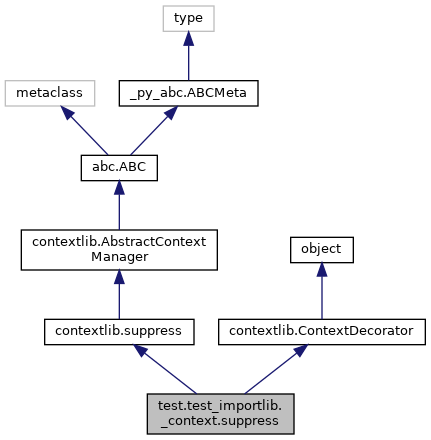 type
metaclass
_py_abc.ABCMeta
abc.ABC
contextlib.AbstractContext
Manager
object
contextlib.suppress
contextlib.ContextDecorator
test.test_importlib.
_context.suppress